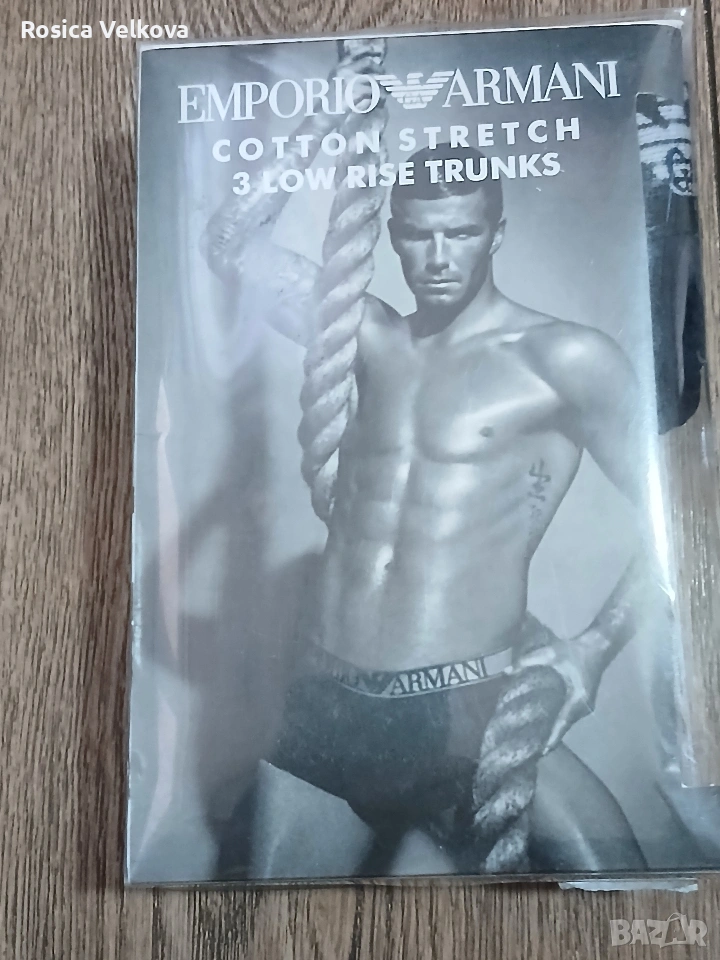 Rosica Velkova
EMPORIO ARMANI
COTTON STRETCH
3 LOW RISE TRUNKS
ARMANI
BAZAR